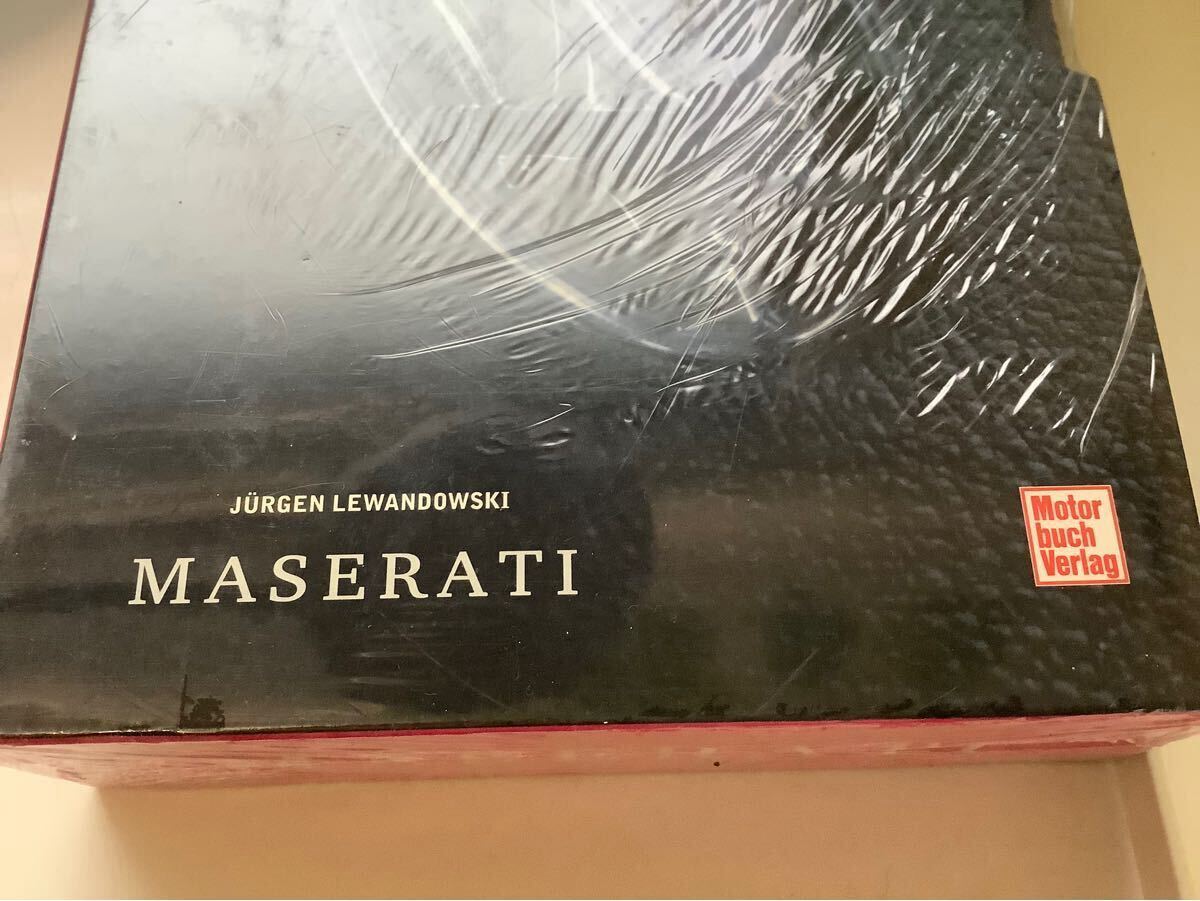 JÜRGEN LEWANDOWSKI
MASERATI
Motor
buch
Verlag